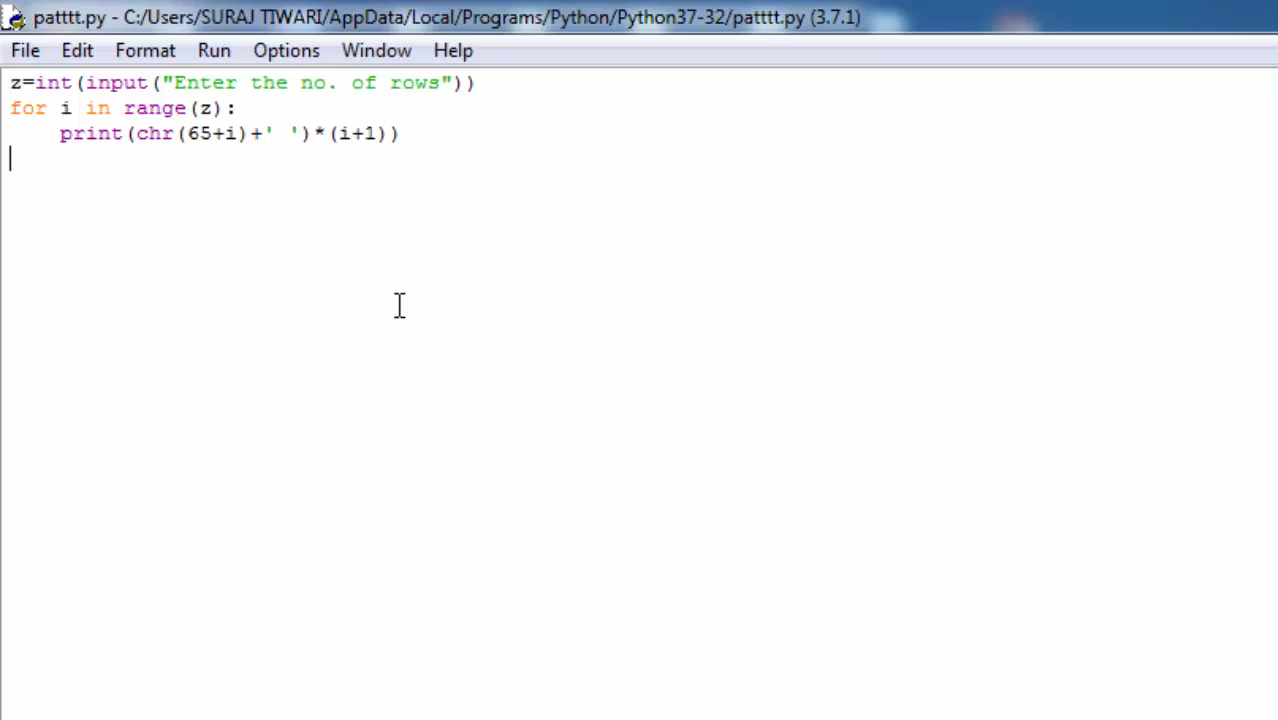 patttt.py - C:/Users/SURAJ TIWARI/AppData/Local/Programs/Python/Python37-32/patttt.py (3.7.1)
File Edit Format Run Options Window Help
z=int(input("Enter the no. of rows"))
for i in range(z):
    print(chr(65+i)+' ')*(i+1))